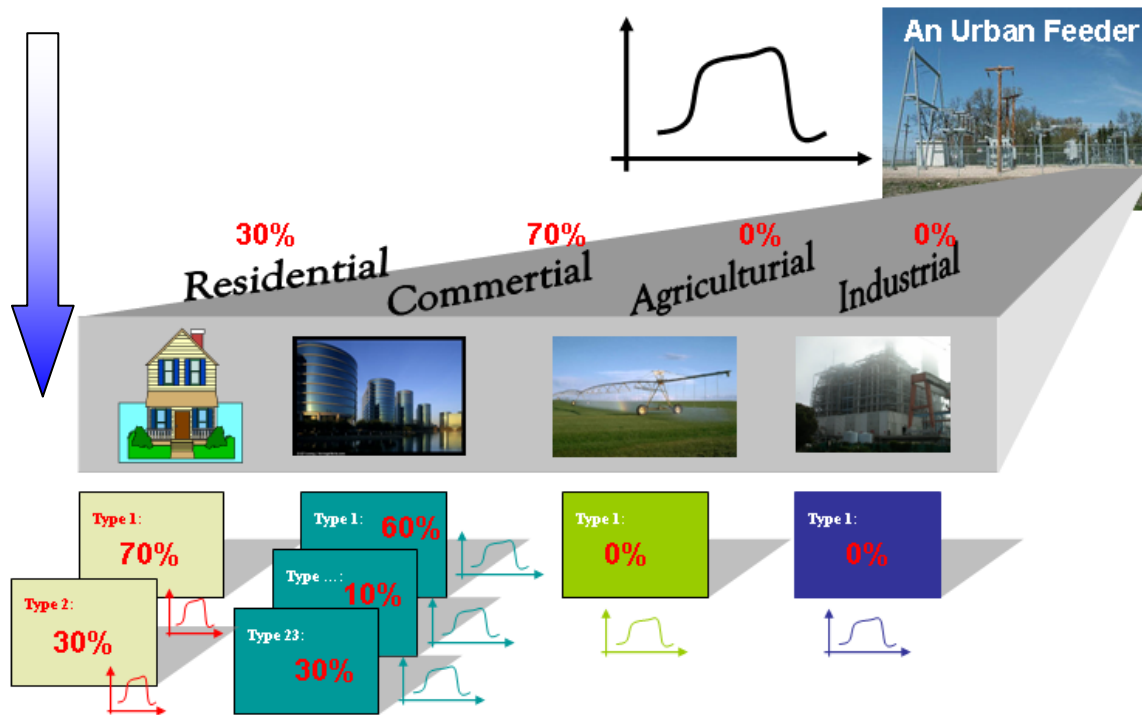 An Urban Feeder
30% 70% 0% 0%
Residential Commertial Agriculturial Industrial
Type 1:
70%
Type 2:
30%
Type 1:
60%
Type ...:
10%
Type 23:
30%
Type 1:
0%
Type 1:
0%